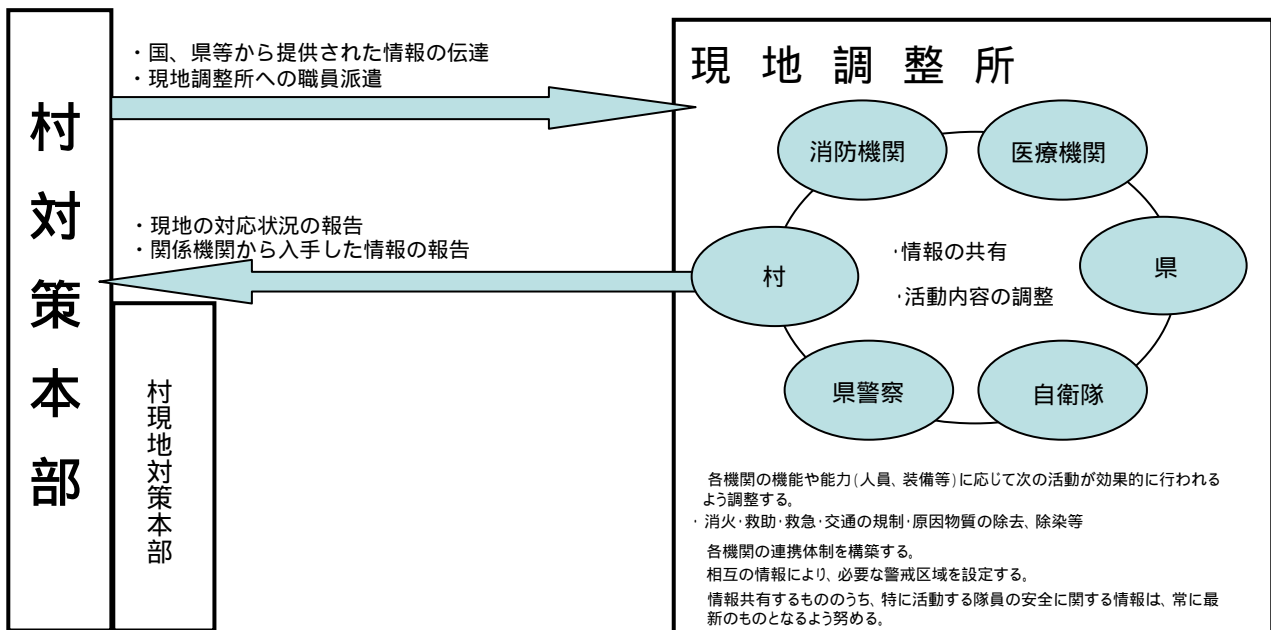 村対策本部
・国、県等から提供された情報の伝達
・現地調整所への職員派遣
・現地の対応状況の報告
・関係機関から入手した情報の報告
村現地対策本部
現地調整所
消防機関
医療機関
村
県
県警察
自衛隊
・情報の共有
・活動内容の調整
各機関の機能や能力(人員、装備等)に応じて次の活動が効果的に行われる
よう調整する。
・消火・救助・救急・交通の規制・原因物質の除去、除染等
各機関の連携体制を構築する。
相互の情報により、必要な警戒区域を設定する。
情報共有するもののうち、特に活動する隊員の安全に関する情報は、常に最
新のものとなるよう努める。